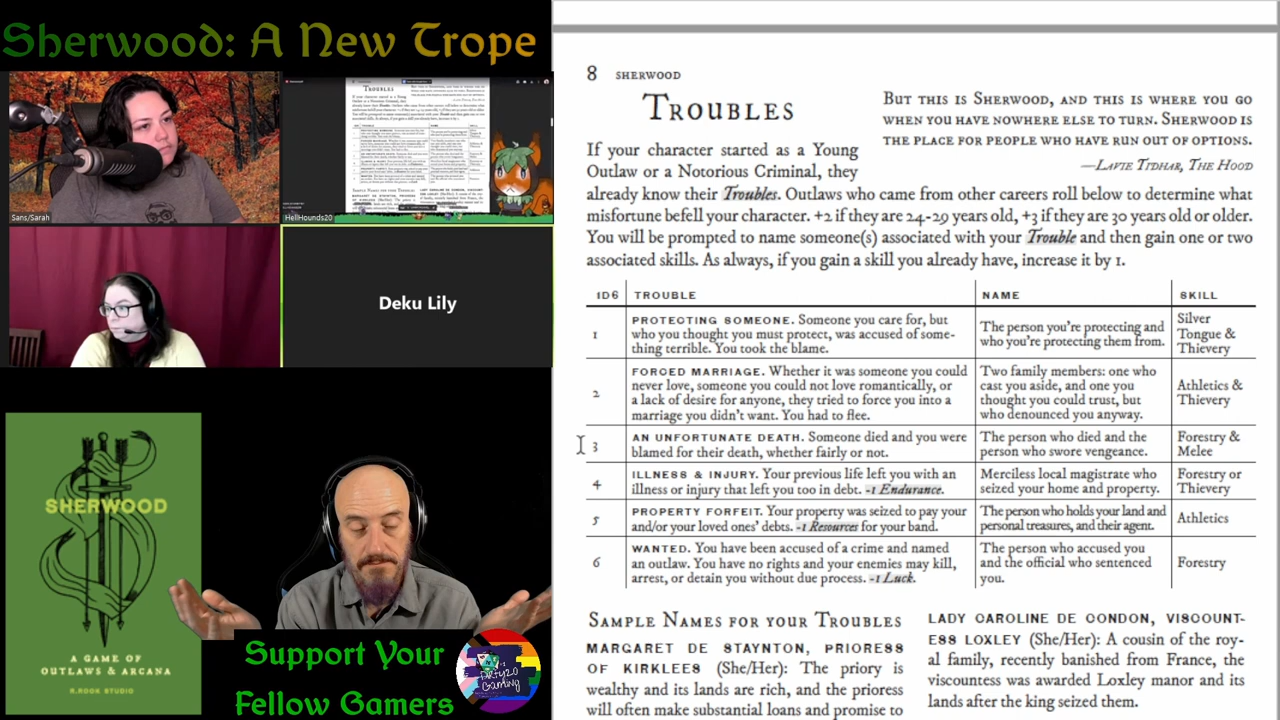 Sherwood: A New Trope
Sans/Sarah
HellHounds20
Deku Lily
SHERWOOD
A GAME OF
OUTLAWS & ARCANA
R.ROOK STUDIO
Support Your
Fellow Gamers
8 SHERWOOD
TROUBLES
BUT THIS IS SHERWOOD, AND THIS IS WHERE YOU GO
WHEN YOU HAVE NOWHERE ELSE TO RUN. SHERWOOD IS
THE PLACE FOR PEOPLE WHO HAVE RUN OUT OF OPTIONS.
If your character started as a Young
Outlaw or a Notorious Criminal, they
misfortune befell your character. +2 if they are 24-29 years old, +3 if they are 30 years old or older.
You will be prompted to name someone(s) associated with your Trouble and then gain one or two
associated skills. As always, if you gain a skill you already have, increase it by 1.
1D6 TROUBLE NAME SKILL
1 PROTECTING SOMEONE. Someone you care for, but
who you thought you must protect, was accused of some-
thing terrible. You took the blame.
The person you're protecting and
who you're protecting them from.
Silver
Tongue &
Thievery
2 FORCED MARRIAGE. Whether it was someone you could
never love, someone you could not love romantically, or
a lack of desire for anyone, they tried to force you into a
marriage you didn't want. You had to flee.
Two family members: one who
cast you aside, and one you
thought you could trust, but
who denounced you anyway.
Athletics &
Thievery
3 AN UNFORTUNATE DEATH. Someone died and you were
blamed for their death, whether fairly or not.
The person who died and the
person who swore vengeance.
Forestry &
Melee
4 ILLNESS & INJURY. Your previous life left you with an
illness or injury that left you too in debt. -1 Endurance.
Merciless local magistrate who
seized your home and property.
Forestry or
Thievery
5 PROPERTY FORFEIT. Your property was seized to pay your
and/or your loved ones' debts. -1 Resources for your band.
The person who holds your land and
personal treasures, and their agent.
Athletics
6 WANTED. You have been accused of a crime and named
an outlaw. You have no rights and your enemies may kill,
arrest, or detain you without due process. -1 Luck.
The person who accused you
and the official who sentenced
you.
Forestry
SAMPLE NAMES FOR YOUR TROUBLES
MARGARET DE STAYNTON, PRIORESS
OF KIRKLEES (She/Her): The priory is
wealthy and its lands are rich, and the prioress
will often make substantial loans and promise to
LADY CAROLINE DE CONDON, VISCOUNT-
ESS LOXLEY (She/Her): A cousin of the roy-
al family, recently banished from France, the
viscountess was awarded Loxley manor and its
lands after the king seized them.